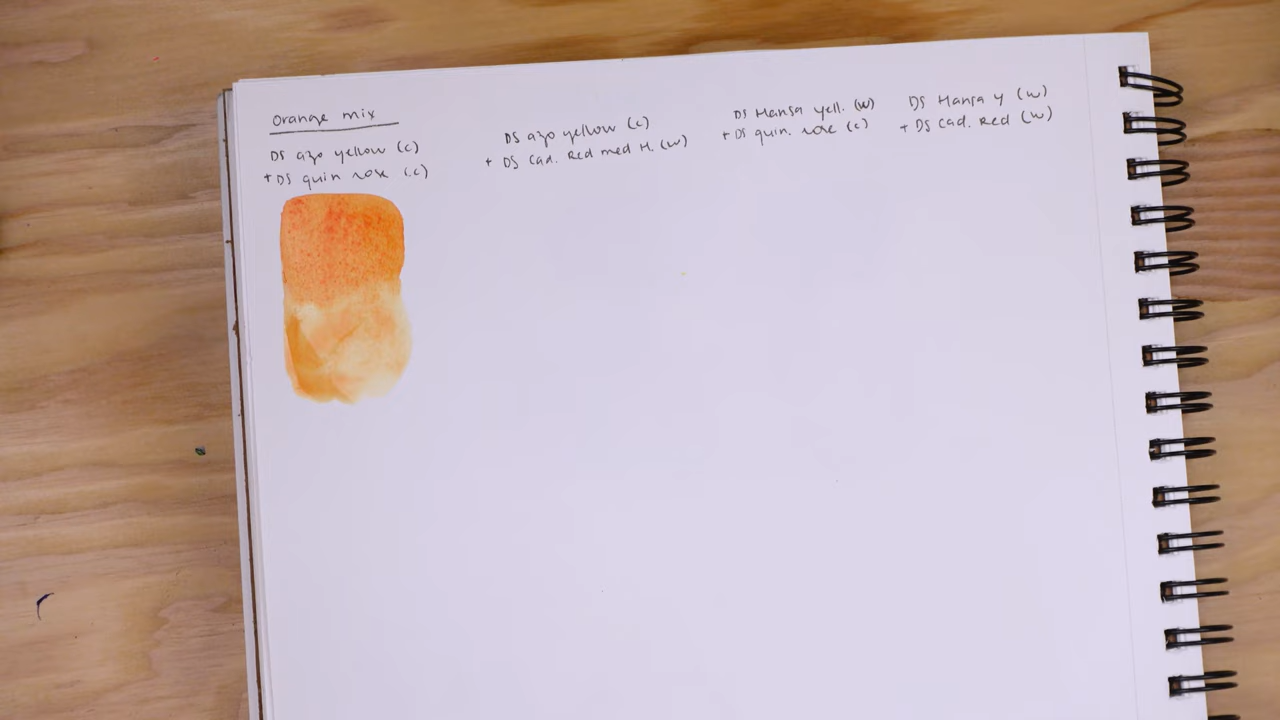 Orange mix
DS azo yellow (c)
+ DS quin rose (c)
DS azo yellow (c)
+ DS Cad. Red med H. (w)
DS Hansa yell. (w)
+ DS quin. rose (c)
DS Hansa y (w)
+ DS Cad. Red (w)